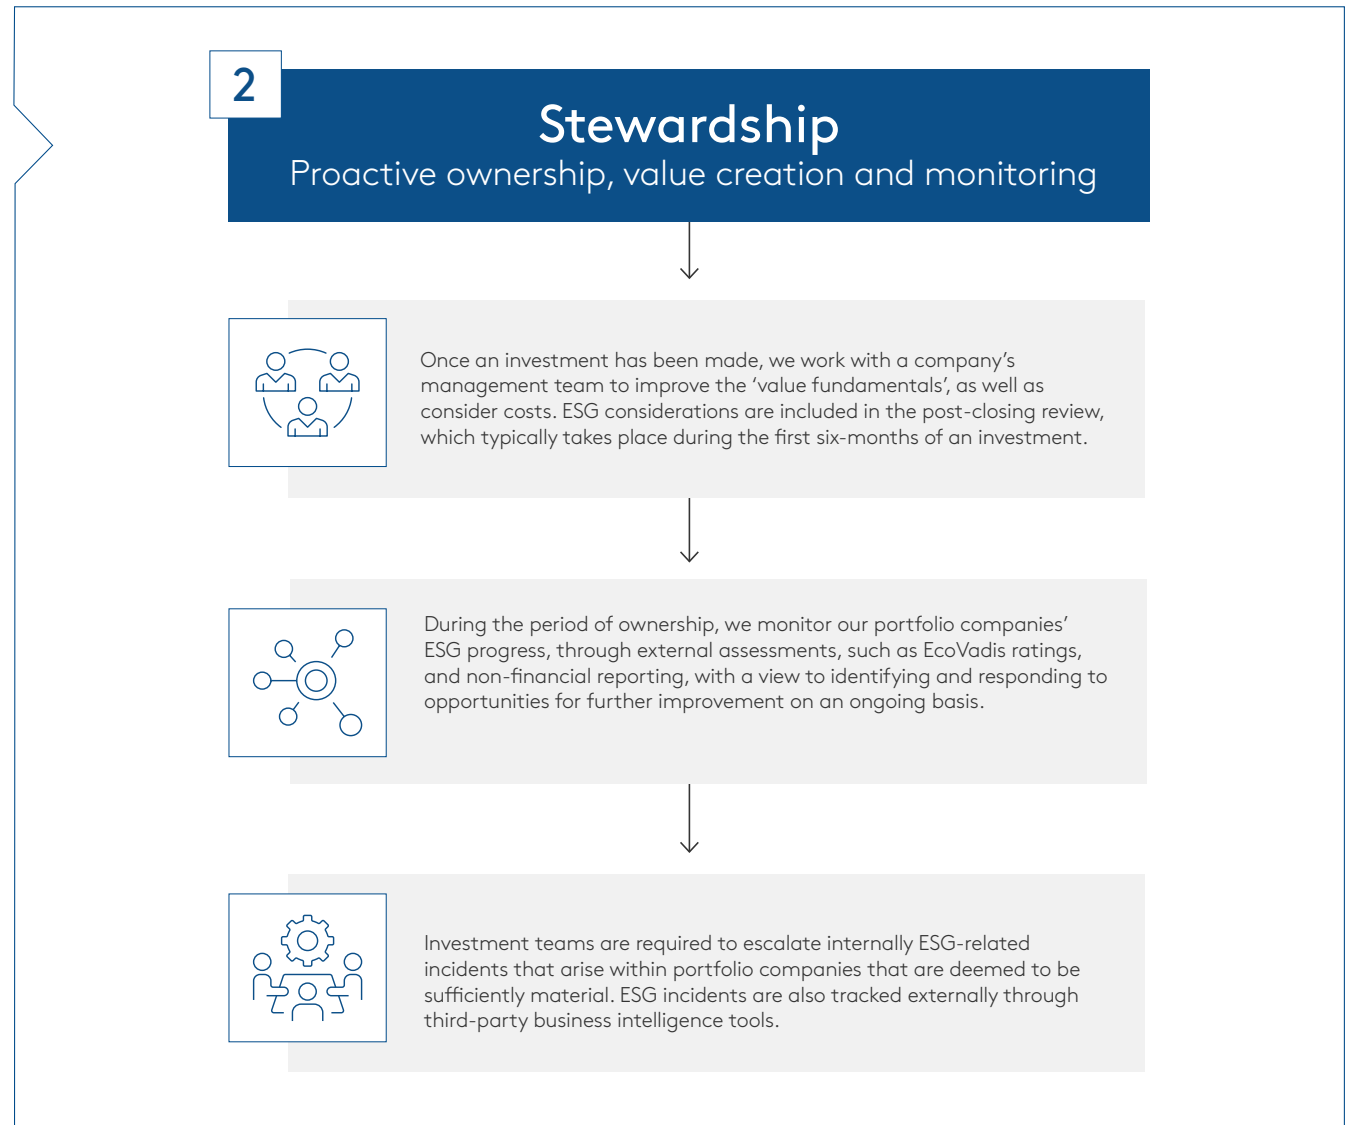 2
Stewardship
Proactive ownership, value creation and monitoring
Once an investment has been made, we work with a company’s
management team to improve the ‘value fundamentals’, as well as
consider costs. ESG considerations are included in the post-closing review,
which typically takes place during the first six-months of an investment.
During the period of ownership, we monitor our portfolio companies’
ESG progress, through external assessments, such as EcoVadis ratings,
and non-financial reporting, with a view to identifying and responding to
opportunities for further improvement on an ongoing basis.
Investment teams are required to escalate internally ESG-related
incidents that arise within portfolio companies that are deemed to be
sufficiently material. ESG incidents are also tracked externally through
third-party business intelligence tools.